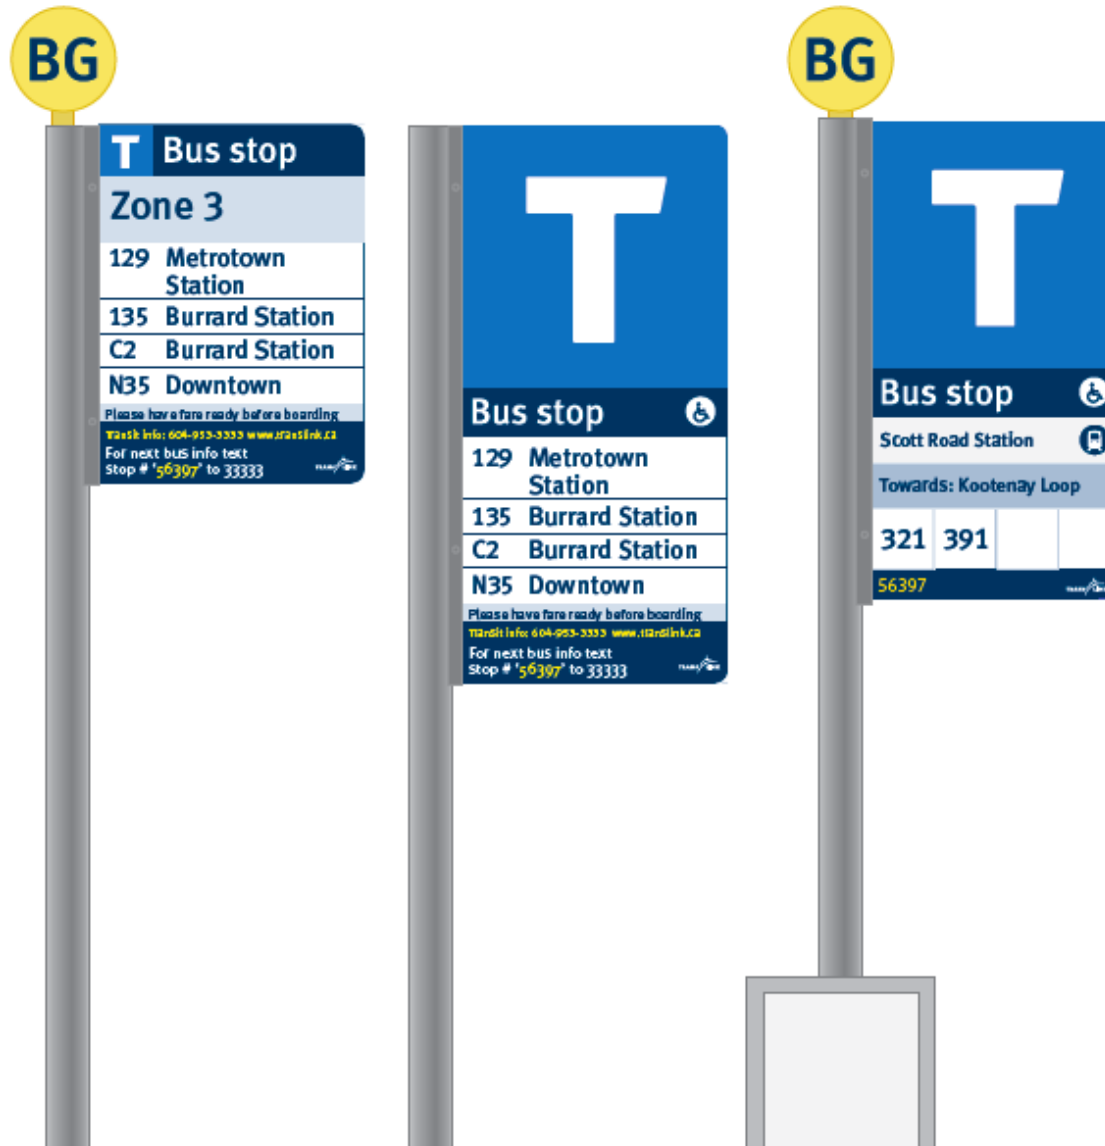 BG
T Bus stop
Zone 3
129 Metrotown
Station
135 Burrard Station
C2 Burrard Station
N35 Downtown
Please have fare ready before boarding
Transit info: 604-953-3333 www.translink.ca
For next bus info text
Stop # '56397' to 33333
T
Bus stop
129 Metrotown
Station
135 Burrard Station
C2 Burrard Station
N35 Downtown
Please have fare ready before boarding
Transit info: 604-953-3333 www.translink.ca
For next bus info text
Stop # '56397' to 33333
BG
T
Bus stop
Scott Road Station
Towards: Kootenay Loop
321 391
56397